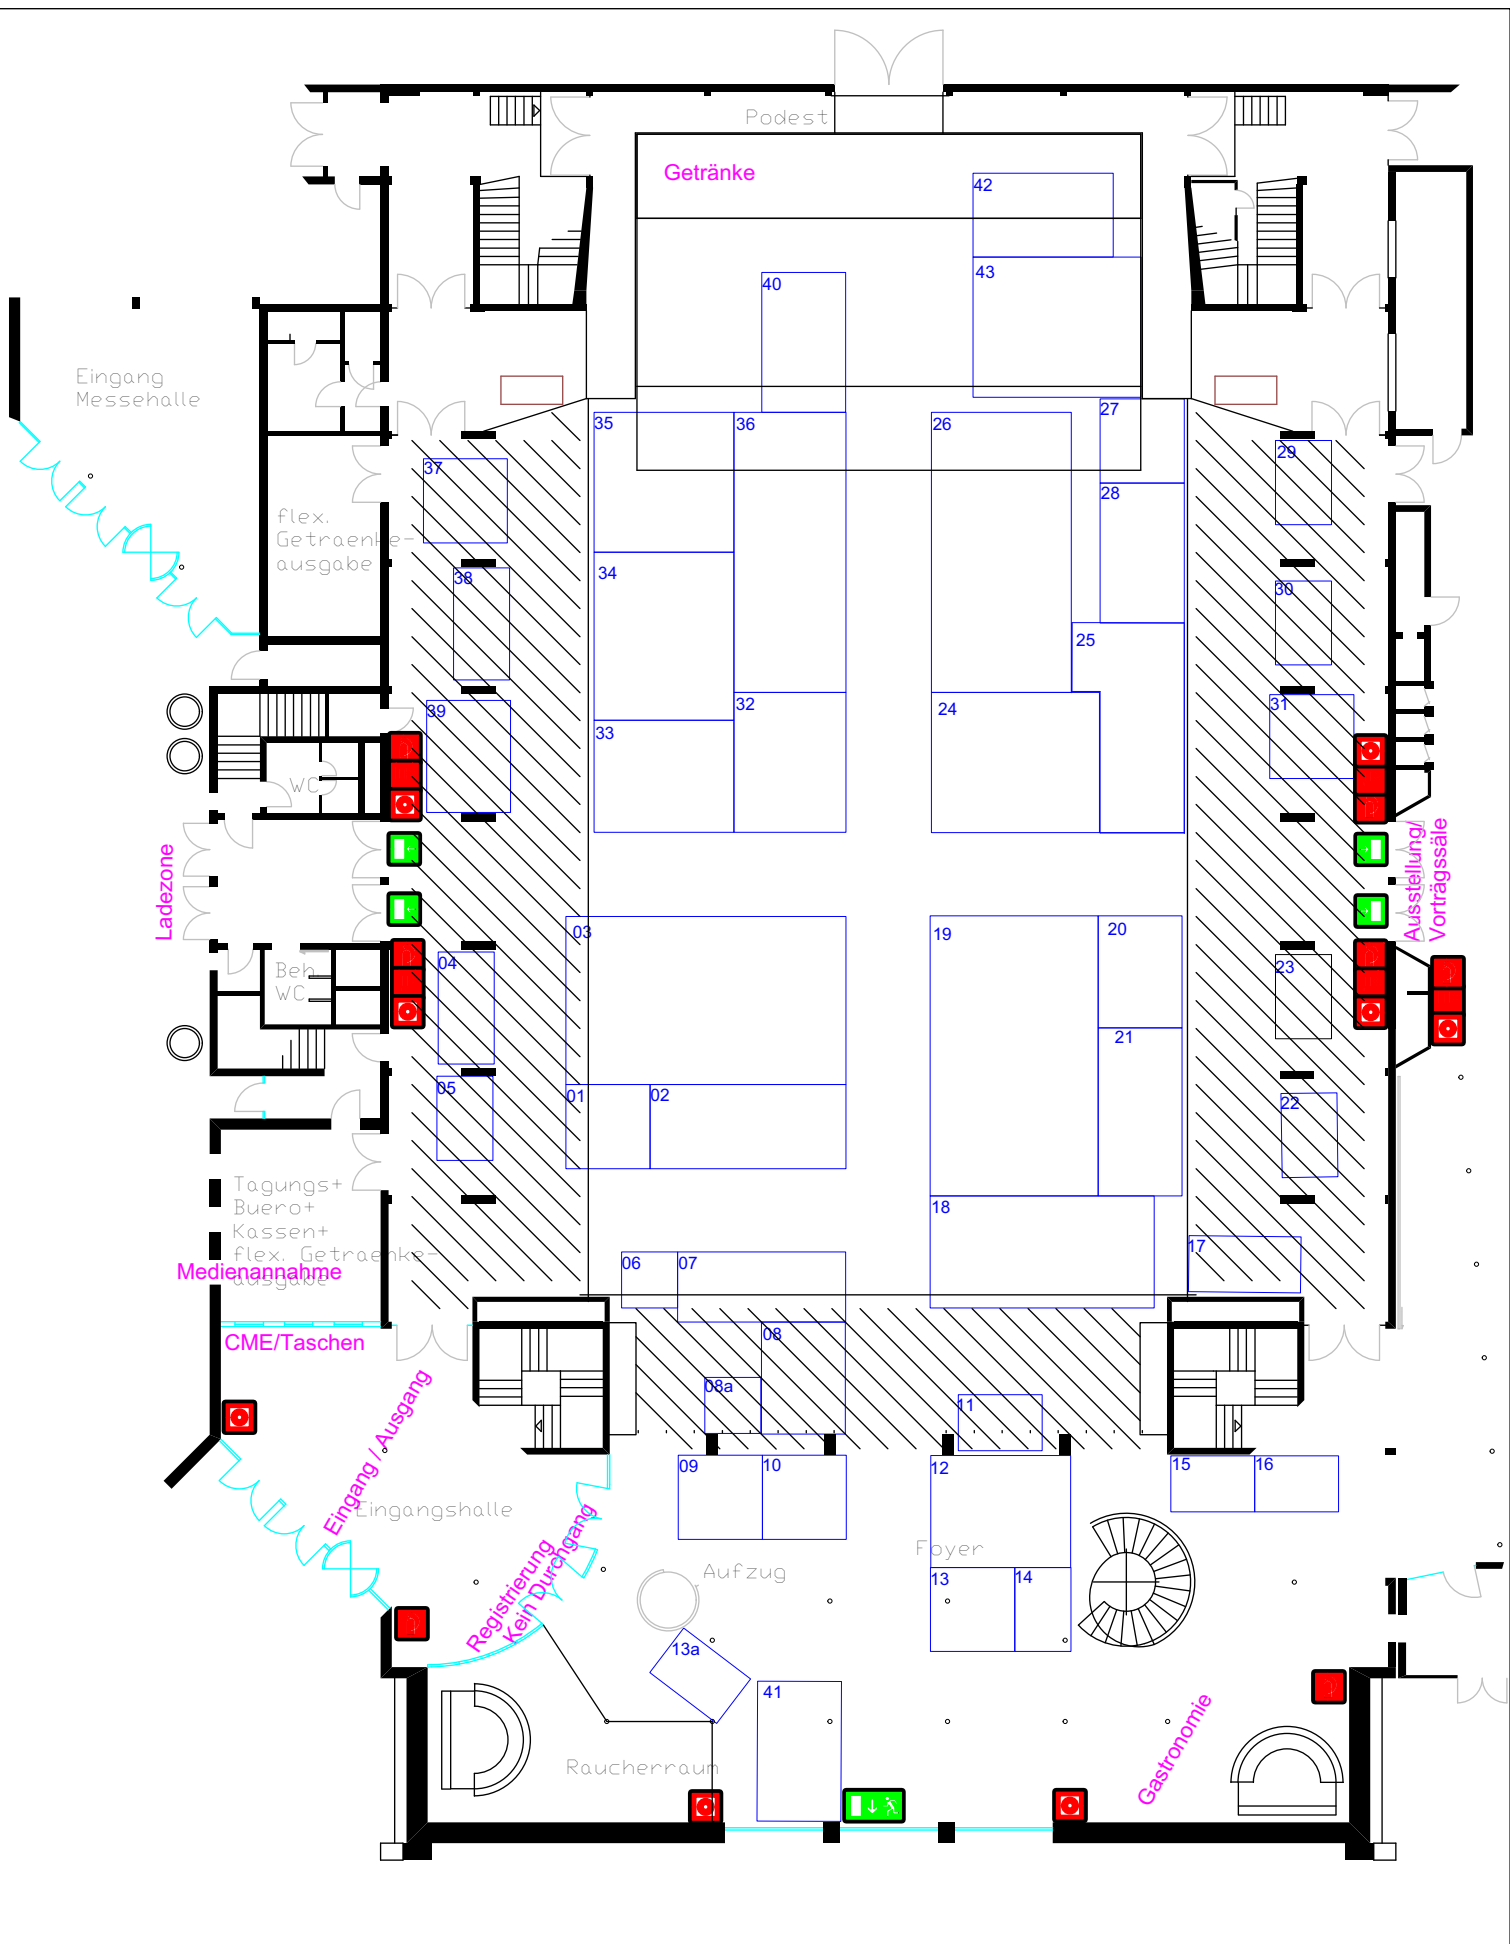 Podest
Getränke
42
43
40
Eingang
Messehalle
35
36
26
27
37
29
28
flex.
Getraenke-
ausgabe
34
38
30
25
39
32
24
31
33
WC
Ladezone
Ausstellung/
Vorträgssäle
03
19
20
04
23
Beh
WC
21
05
01
02
22
Tagungs+
Buero+
Kassen+
flex. Getraenke-
ausgabe
Medienannahme
18
17
06
07
CME/Taschen
08
08a
11
Eingang / Ausgang
09
10
12
15
16
Eingangshalle
Registrierung
Kein Durchgang
Foyer
Aufzug
13
14
13a
41
Gastronomie
Raucherraum